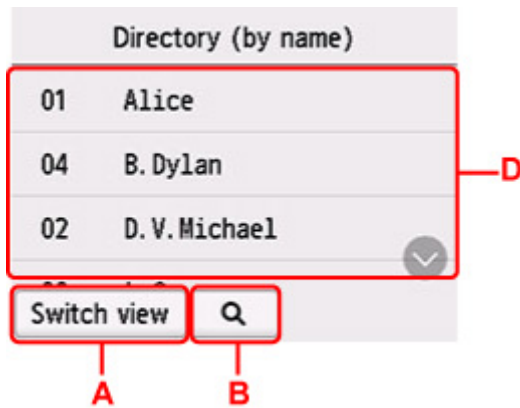 Directory (by name)
01 Alice
04 B.Dylan
02 D.V.Michael
D
Switch view
A
B